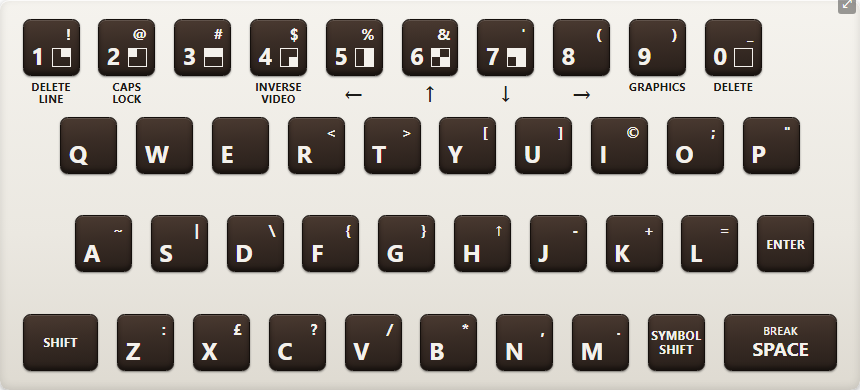 ! @ # $ % & ' ( ) _
1 2 3 4 5 6 7 8 9 0
DELETE LINE CAPS LOCK INVERSE VIDEO ← ↑ ↓ → GRAPHICS DELETE
< > [ ] © ; "
Q W E R T Y U I O P
~ | \ { } ↑ - + =
A S D F G H J K L ENTER
: £ ? / * , .
SHIFT Z X C V B N M SYMBOL SHIFT BREAK SPACE